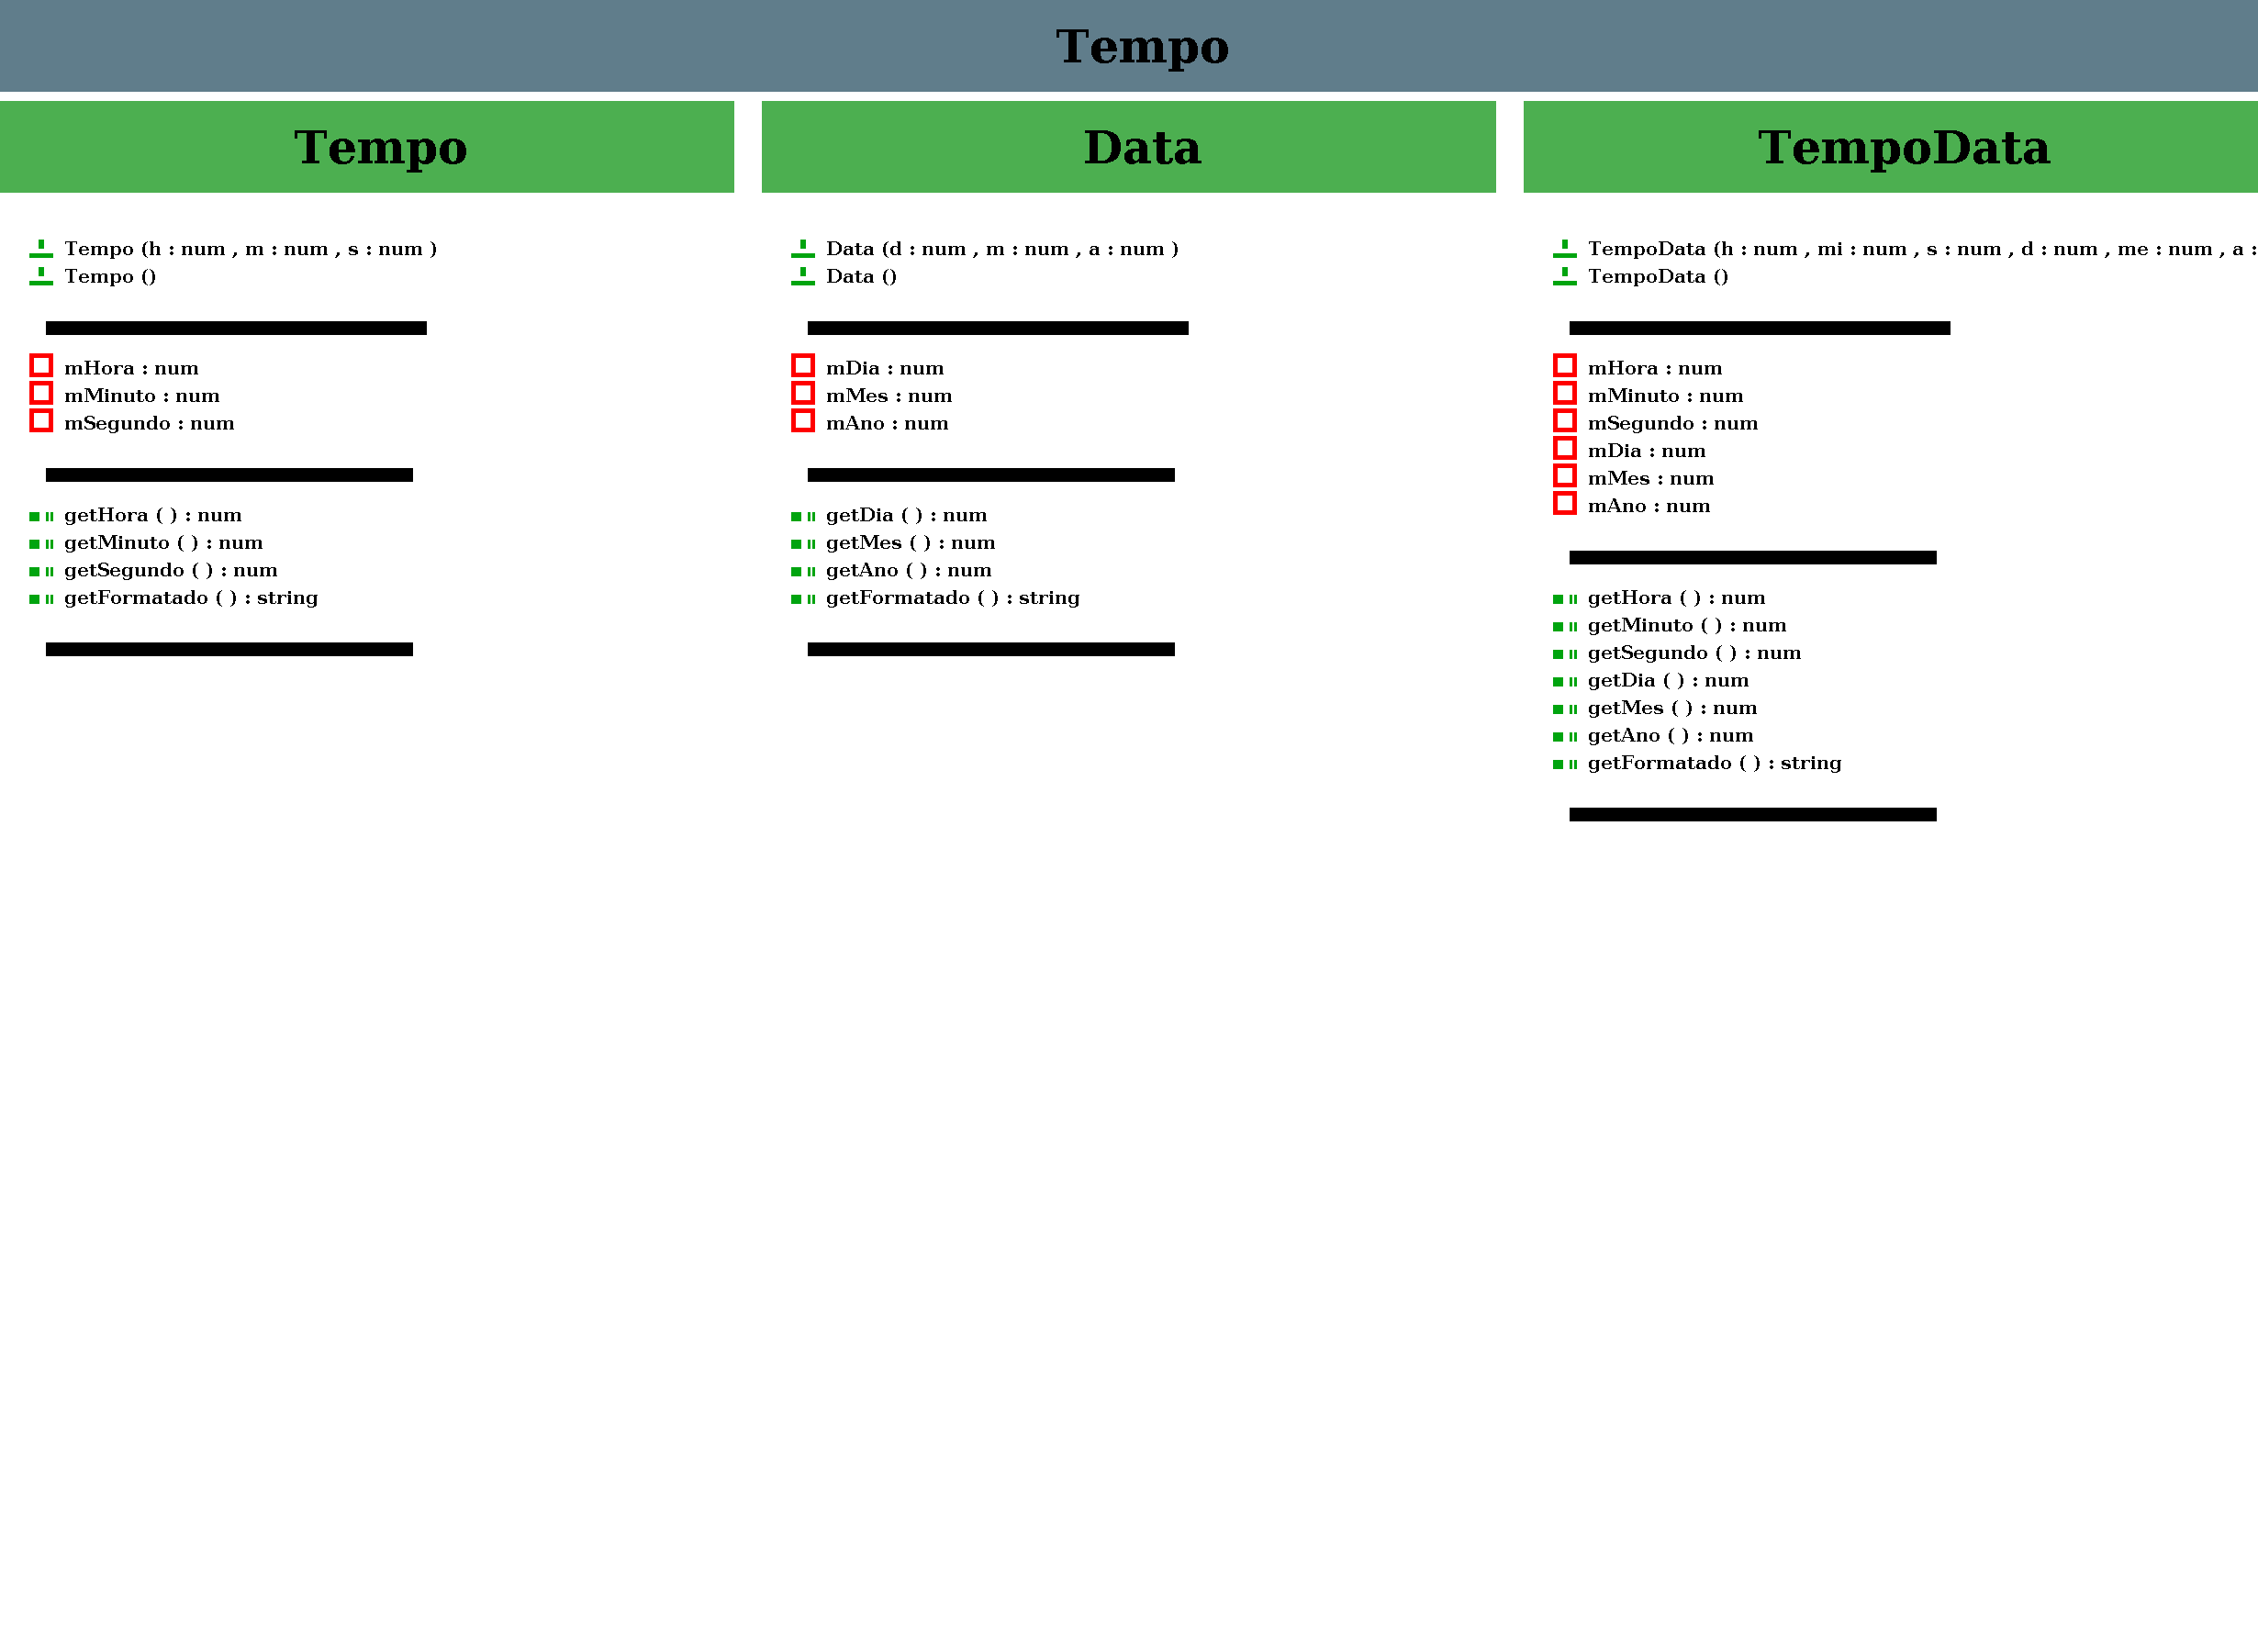 Tempo
Tempo
Tempo (h : num , m : num , s : num )
Tempo ()
mHora : num
mMinuto : num
mSegundo : num
getHora ( ) : num
getMinuto ( ) : num
getSegundo ( ) : num
getFormatado ( ) : string
Data
Data (d : num , m : num , a : num )
Data ()
mDia : num
mMes : num
mAno : num
getDia ( ) : num
getMes ( ) : num
getAno ( ) : num
getFormatado ( ) : string
TempoData
TempoData (h : num , mi : num , s : num , d : num , me : num , a :
TempoData ()
mHora : num
mMinuto : num
mSegundo : num
mDia : num
mMes : num
mAno : num
getHora ( ) : num
getMinuto ( ) : num
getSegundo ( ) : num
getDia ( ) : num
getMes ( ) : num
getAno ( ) : num
getFormatado ( ) : string